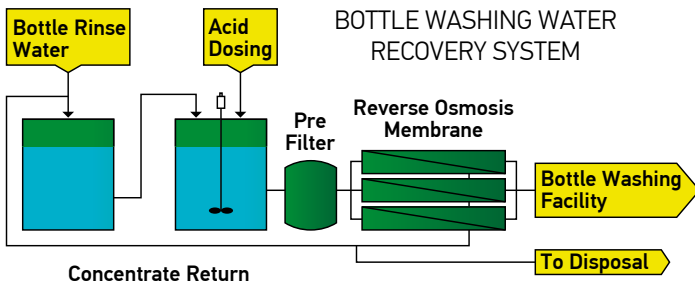 BOTTLE WASHING WATER
RECOVERY SYSTEM
Bottle Rinse
Water
Acid
Dosing
Pre
Filter
Reverse Osmosis
Membrane
Bottle Washing
Facility
To Disposal
Concentrate Return